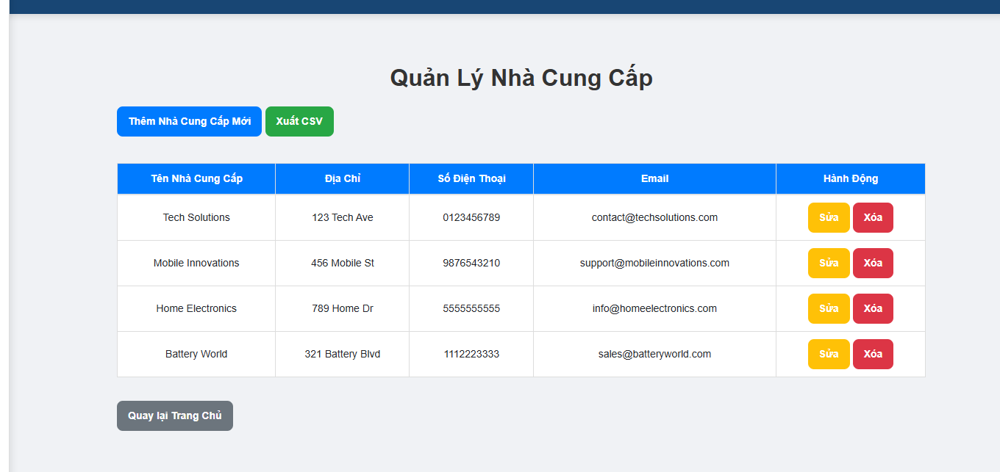 Quản Lý Nhà Cung Cấp
Thêm Nhà Cung Cấp Mới Xuất CSV
Tên Nhà Cung Cấp Địa Chỉ Số Điện Thoại Email Hành Động
Tech Solutions 123 Tech Ave 0123456789 contact@techsolutions.com Sửa Xóa
Mobile Innovations 456 Mobile St 9876543210 support@mobileinnovations.com Sửa Xóa
Home Electronics 789 Home Dr 5555555555 info@homeelectronics.com Sửa Xóa
Battery World 321 Battery Blvd 1112223333 sales@batteryworld.com Sửa Xóa
Quay lại Trang Chủ